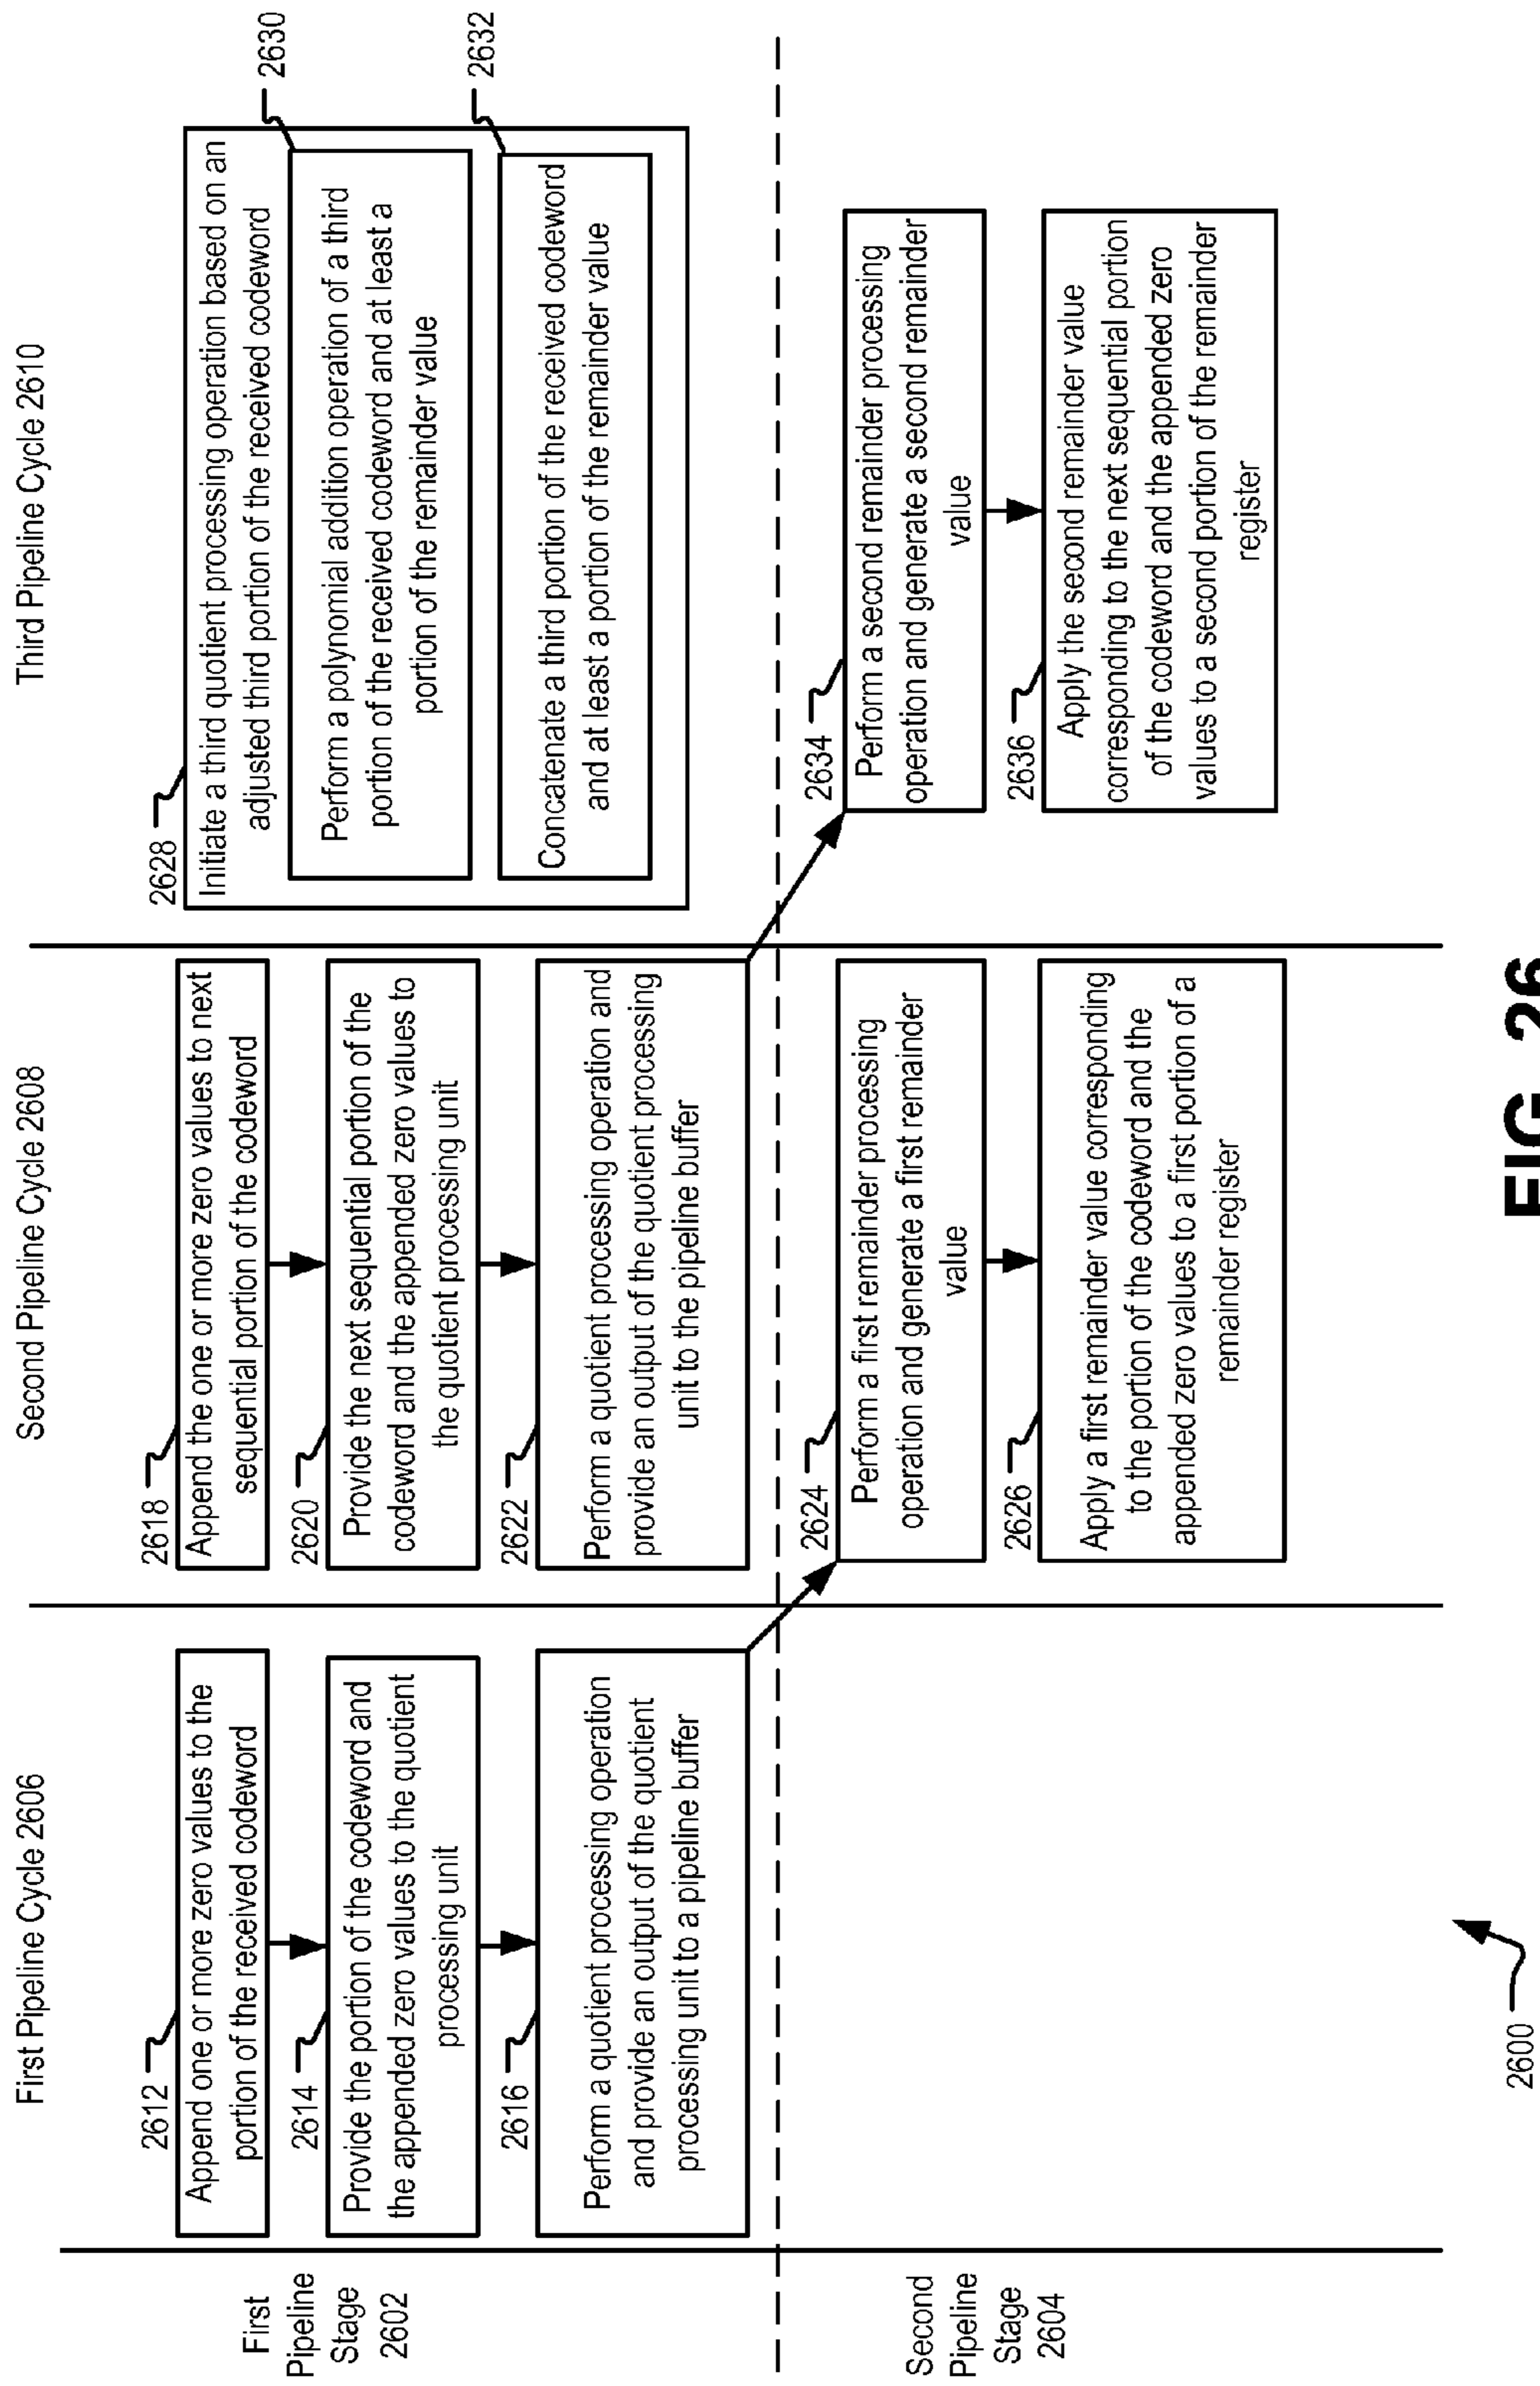 First Pipeline Cycle 2606
Second Pipeline Cycle 2608
Third Pipeline Cycle 2610
First
Pipeline
Stage
2602
2612
Append one or more zero values to the
portion of the received codeword
2614
Provide the portion of the codeword and
the appended zero values to the quotient
processing unit
2616
Perform a quotient processing operation
and provide an output of the quotient
processing unit to a pipeline buffer
2618
Append the one or more zero values to next
sequential portion of the codeword
2620
Provide the next sequential portion of the
codeword and the appended zero values to
the quotient processing unit
2622
Perform a quotient processing operation and
provide an output of the quotient processing
unit to the pipeline buffer
2628
Initiate a third quotient processing operation based on an
adjusted third portion of the received codeword
2630
Perform a polynomial addition operation of a third
portion of the received codeword and at least a
portion of the remainder value
2632
Concatenate a third portion of the received codeword
and at least a portion of the remainder value
Second
Pipeline
Stage
2604
2624
Perform a first remainder processing
operation and generate a first remainder
value
2626
Apply a first remainder value corresponding
to the portion of the codeword and the
appended zero values to a first portion of a
remainder register
2634
Perform a second remainder processing
operation and generate a second remainder
value
2636
Apply the second remainder value
corresponding to the next sequential portion
of the codeword and the appended zero
values to a second portion of the remainder
register
2600
FIG. 26